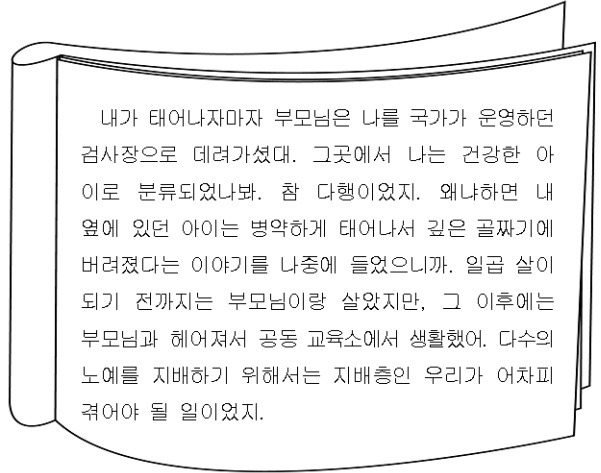 내가 태어나자마자 부모님은 나를 국가가 운영하던
검사장으로 데려가셨대. 그곳에서 나는 건강한 아
이로 분류되었나봐. 참 다행이었지. 왜냐하면 내
옆에 있던 아이는 병약하게 태어나서 깊은 골짜기에
버려졌다는 이야기를 나중에 들었으니까. 일곱 살이
되기 전까지는 부모님이랑 살았지만, 그 이후에는
부모님과 헤어져서 공동 교육소에서 생활했어. 다수의
노예를 지배하기 위해서는 지배층인 우리가 어차피
겪어야 될 일이었지.